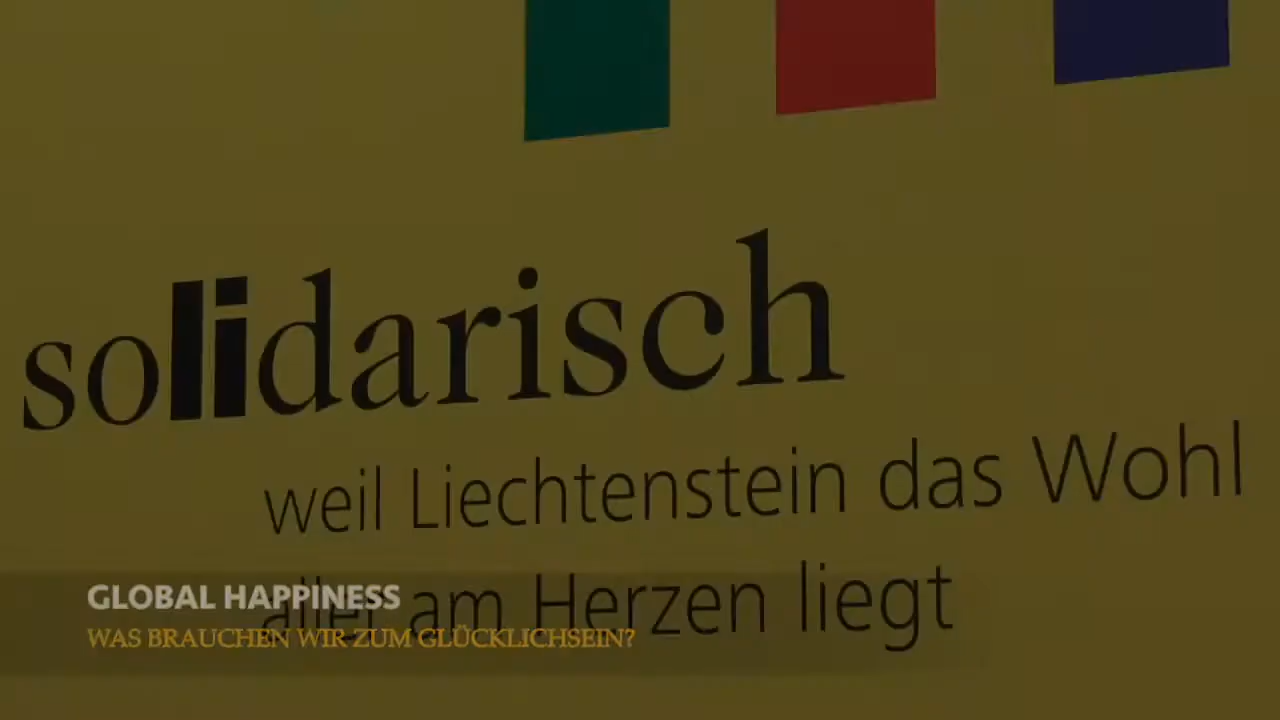 solidarisch
weil Liechtenstein das Wohl
aller am Herzen liegt
GLOBAL HAPPINESS
WAS BRAUCHEN WIR ZUM GLÜCKLICHSEIN?